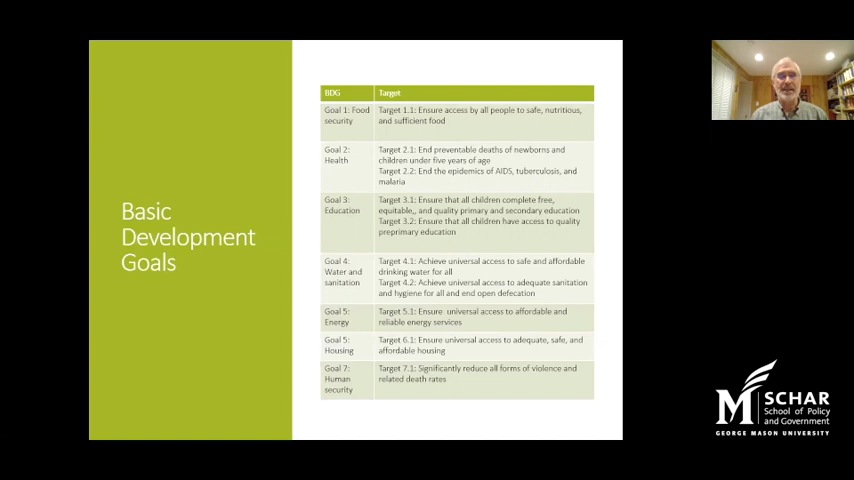 Basic
Development
Goals
BDG Target
Goal 1: Food
security
Target 1.1: Ensure access by all people to safe, nutritious,
and sufficient food
Goal 2:
Health
Target 2.1: End preventable deaths of newborns and
children under five years of age
Target 2.2: End the epidemics of AIDS, tuberculosis, and
malaria
Goal 3:
Education
Target 3.1: Ensure that all children complete free,
equitable,, and quality primary and secondary education
Target 3.2: Ensure that all children have access to quality
preprimary education
Goal 4:
Water and
sanitation
Target 4.1: Achieve universal access to safe and affordable
drinking water for all
Target 4.2: Achieve universal access to adequate sanitation
and hygiene for all and end open defecation
Goal 5:
Energy
Target 5.1: Ensure universal access to affordable and
reliable energy services
Goal 5:
Housing
Target 6.1: Ensure universal access to adequate, safe, and
affordable housing
Goal 7:
Human
security
Target 7.1: Significantly reduce all forms of violence and
related death rates
M SCHAR
School of Policy
and Government
GEORGE MASON UNIVERSITY